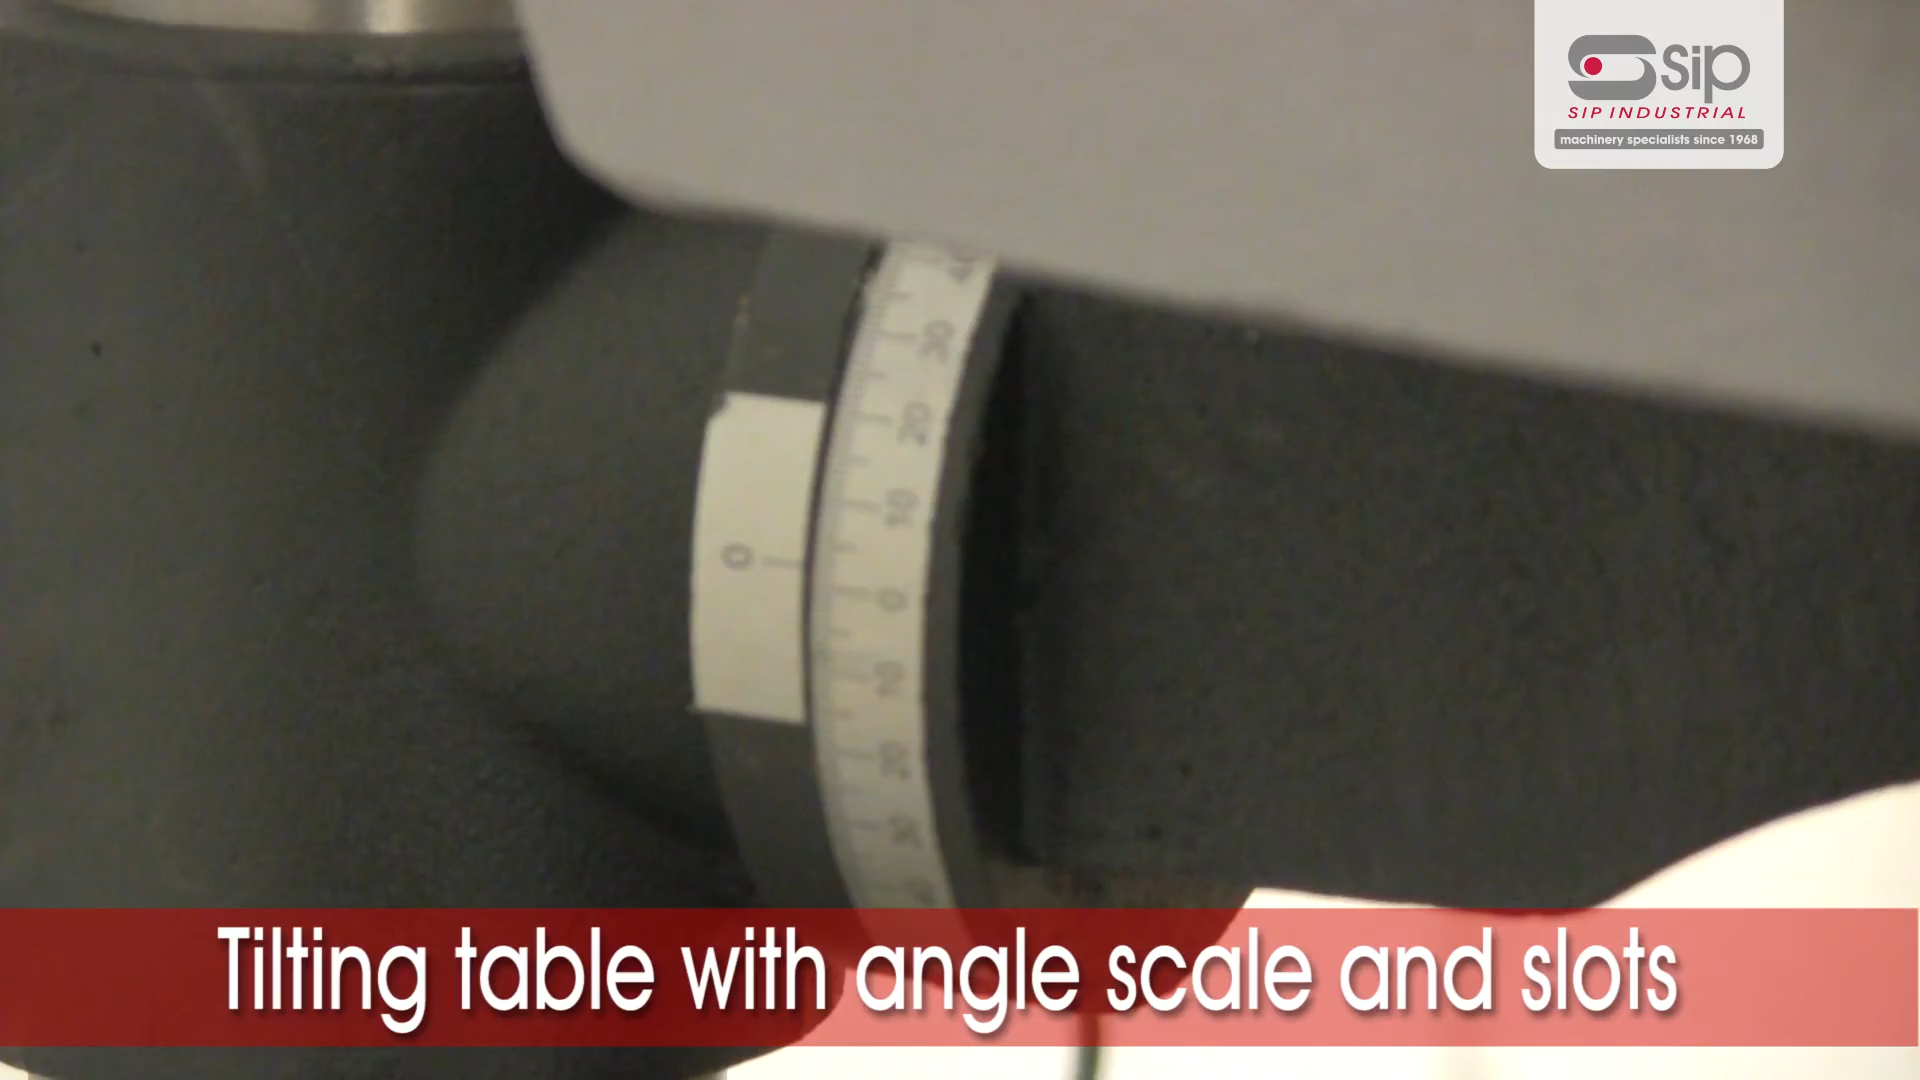 sip
SIP INDUSTRIAL
machinery specialists since 1968
40
30
20
10
0
0
10
20
30
Tilting table with angle scale and slots